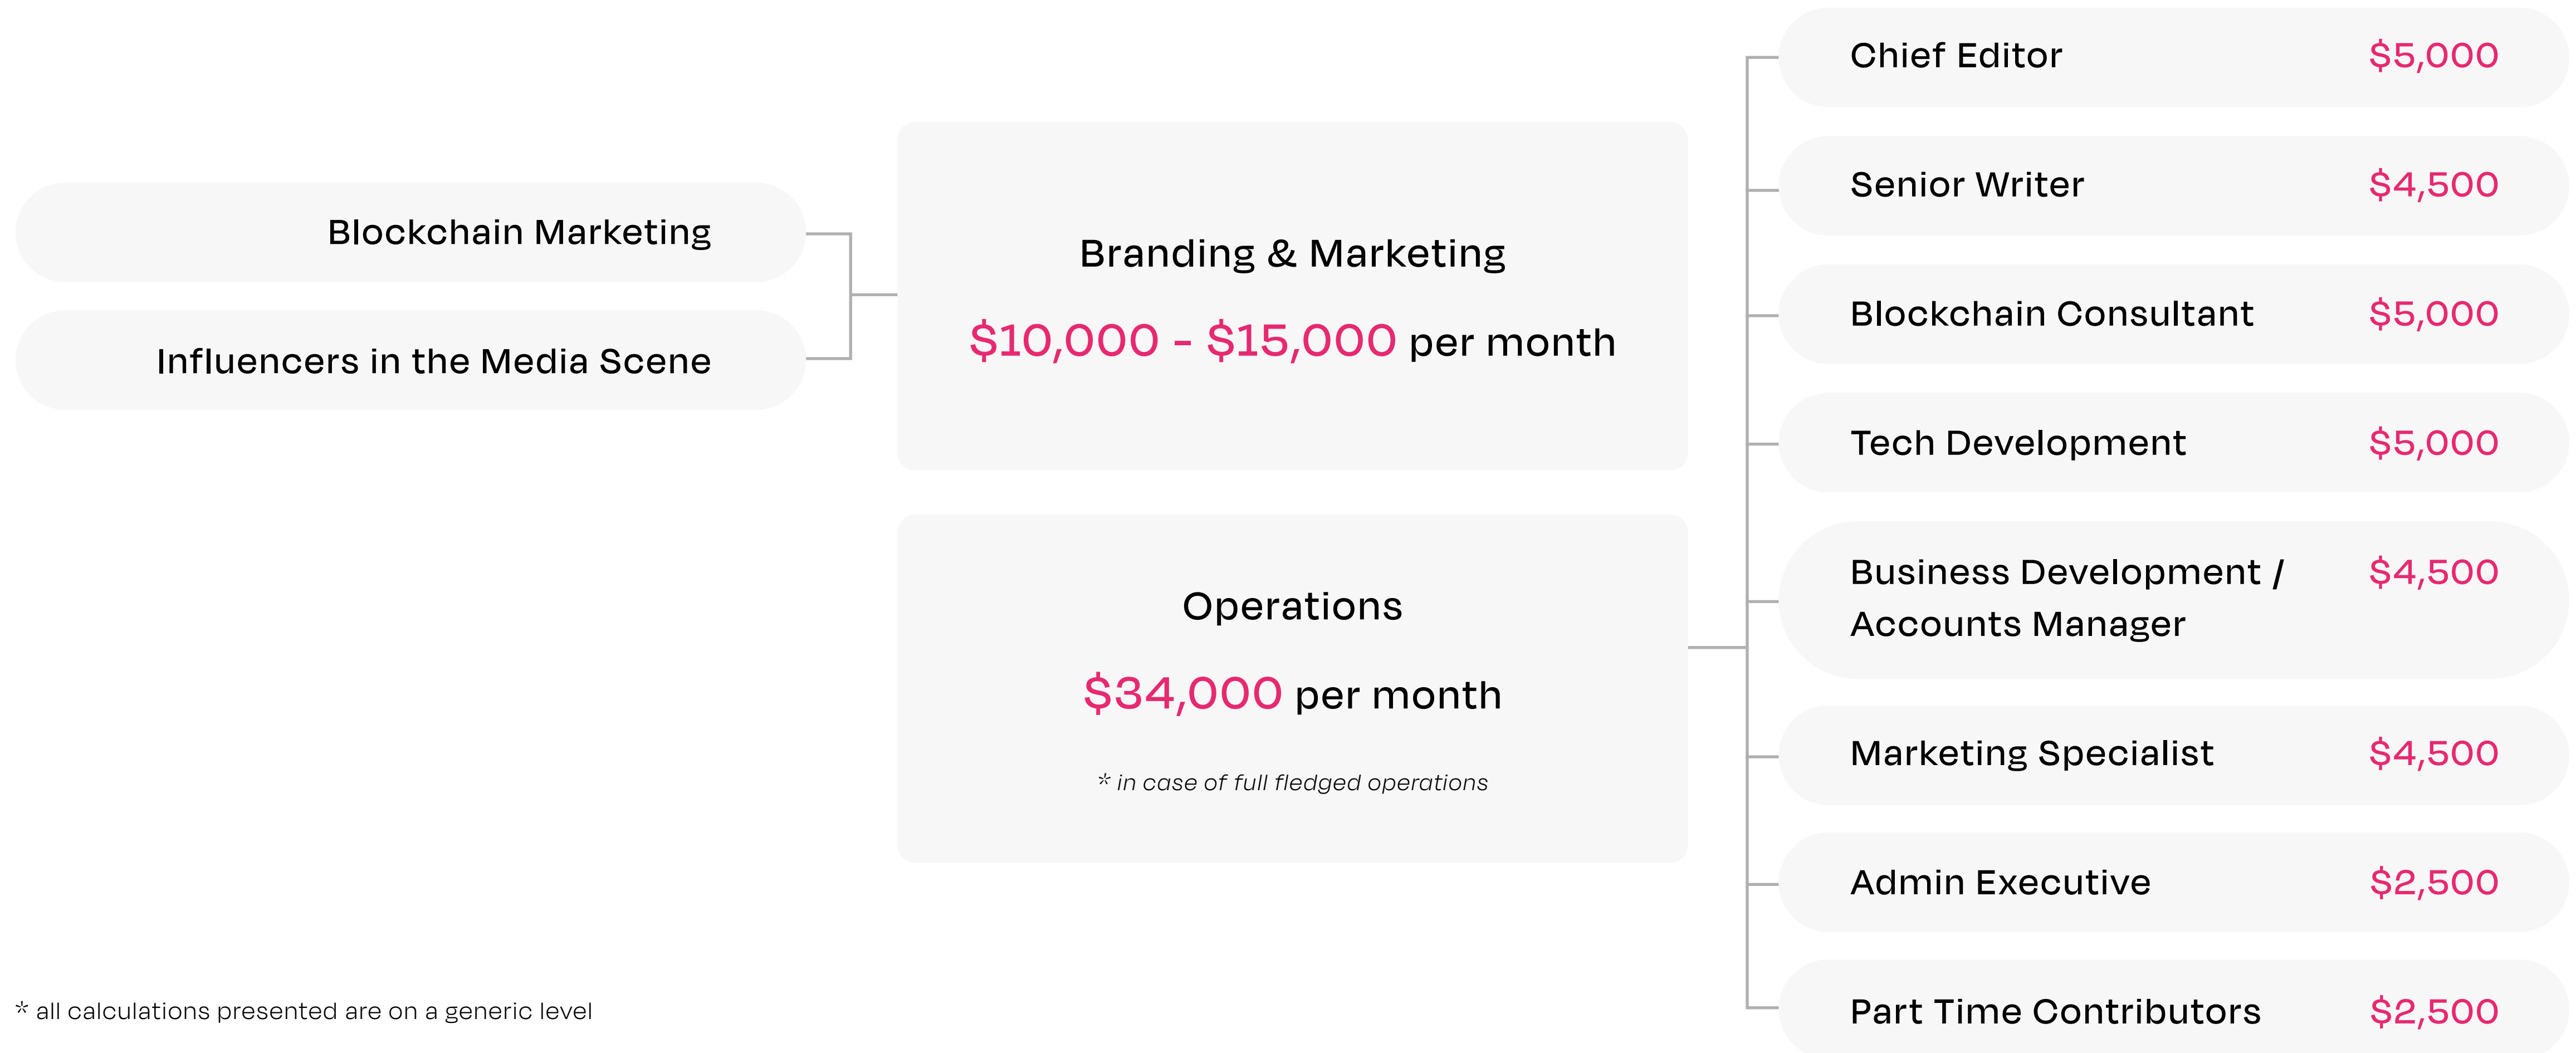 Blockchain Marketing
Influencers in the Media Scene
Branding & Marketing
$10,000 - $15,000 per month
Operations
$34,000 per month
* in case of full fledged operations
Chief Editor $5,000
Senior Writer $4,500
Blockchain Consultant $5,000
Tech Development $5,000
Business Development / $4,500
Accounts Manager
Marketing Specialist $4,500
Admin Executive $2,500
Part Time Contributors $2,500
* all calculations presented are on a generic level